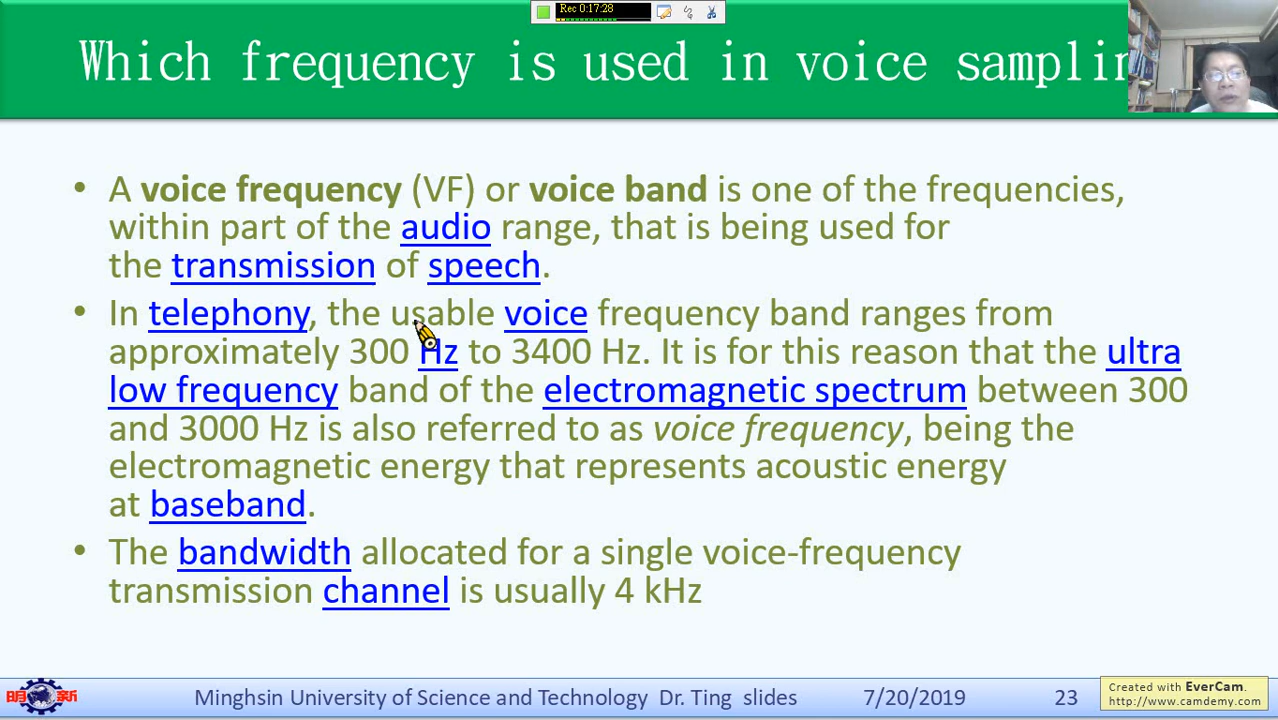 Rec 0:17:28
Which frequency is used in voice samplin
• A voice frequency (VF) or voice band is one of the frequencies,
within part of the audio range, that is being used for
the transmission of speech.
• In telephony, the usable voice frequency band ranges from
approximately 300 Hz to 3400 Hz. It is for this reason that the ultra
low frequency band of the electromagnetic spectrum between 300
and 3000 Hz is also referred to as voice frequency, being the
electromagnetic energy that represents acoustic energy
at baseband.
• The bandwidth allocated for a single voice-frequency
transmission channel is usually 4 kHz
明 新
Minghsin University of Science and Technology Dr. Ting slides
7/20/2019
23
Created with EverCam.
http://www.camdemy.com